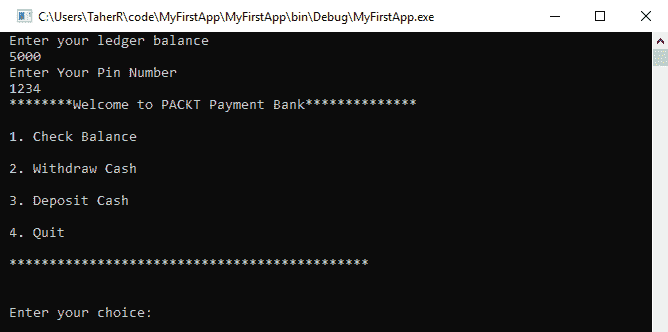 C:\Users\TaherR\code\MyFirstApp\MyFirstApp\bin\Debug\MyFirstApp.exe
Enter your ledger balance
5000
Enter Your Pin Number
1234
********Welcome to PACKT Payment Bank**************
1. Check Balance
2. Withdraw Cash
3. Deposit Cash
4. Quit
*********************************************
Enter your choice: